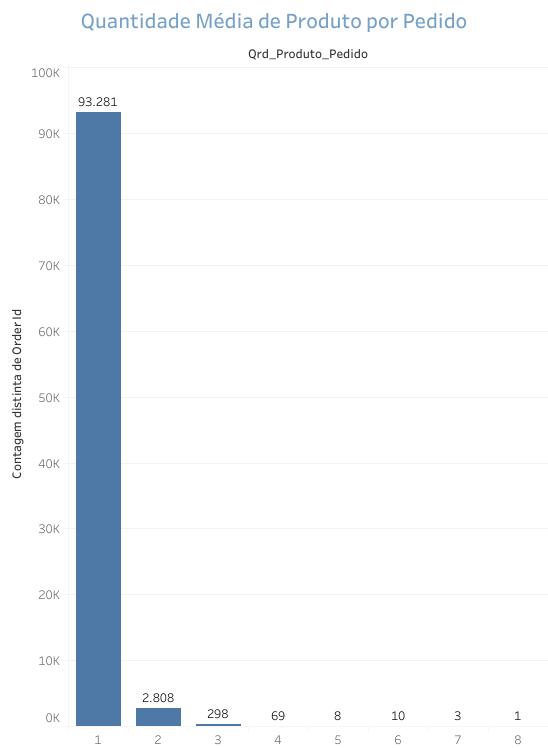 Quantidade Média de Produto por Pedido
Qrd_Produto_Pedido
100K
90K
80K
70K
60K
50K
40K
30K
20K
10K
0K
Contagem distinta de Order Id
93.281
2.808
298
69
8
10
3
1
1
2
3
4
5
6
7
8